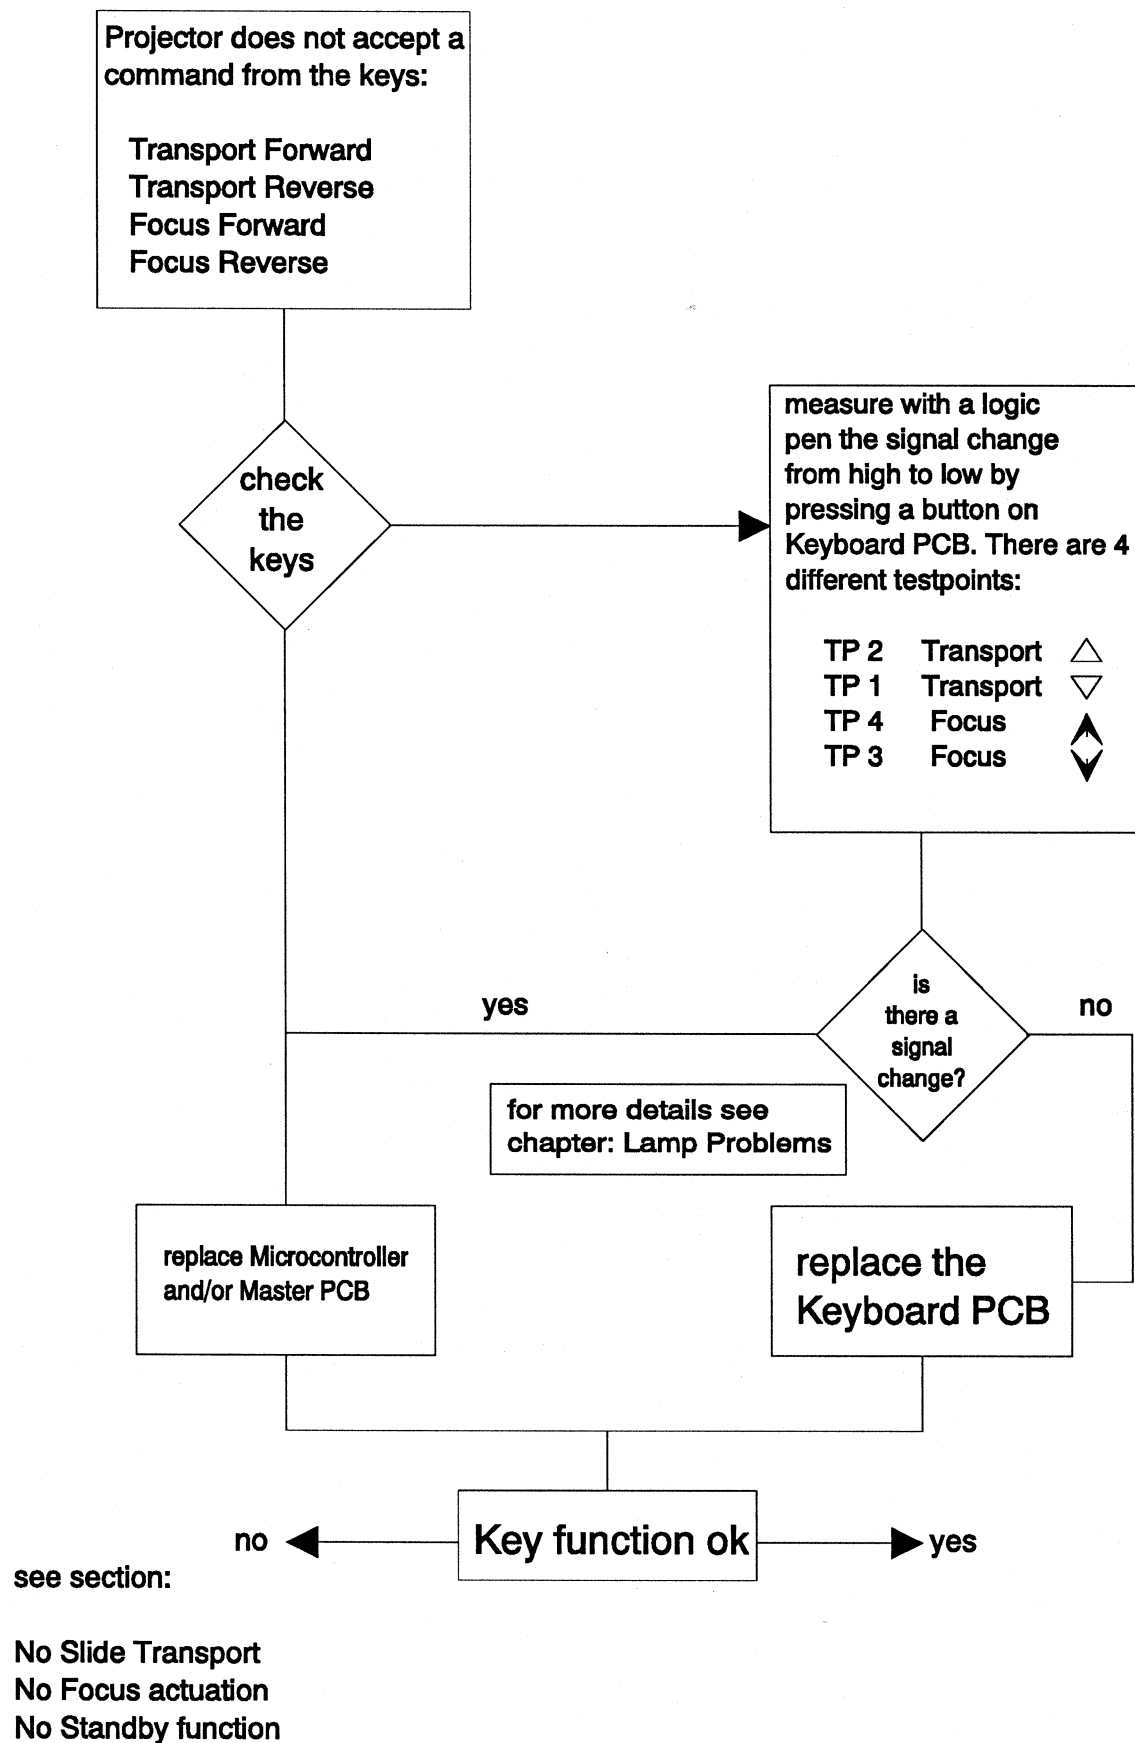 Projector does not accept a
command from the keys:
Transport Forward
Transport Reverse
Focus Forward
Focus Reverse
check
the
keys
measure with a logic
pen the signal change
from high to low by
pressing a button on
Keyboard PCB. There are 4
different testpoints:
TP 2 Transport △
TP 1 Transport ▽
TP 4 Focus
TP 3 Focus
is
there a
signal
change?
yes
no
for more details see
chapter: Lamp Problems
replace Microcontroller
and/or Master PCB
replace the
Keyboard PCB
Key function ok
no
yes
see section:
No Slide Transport
No Focus actuation
No Standby function